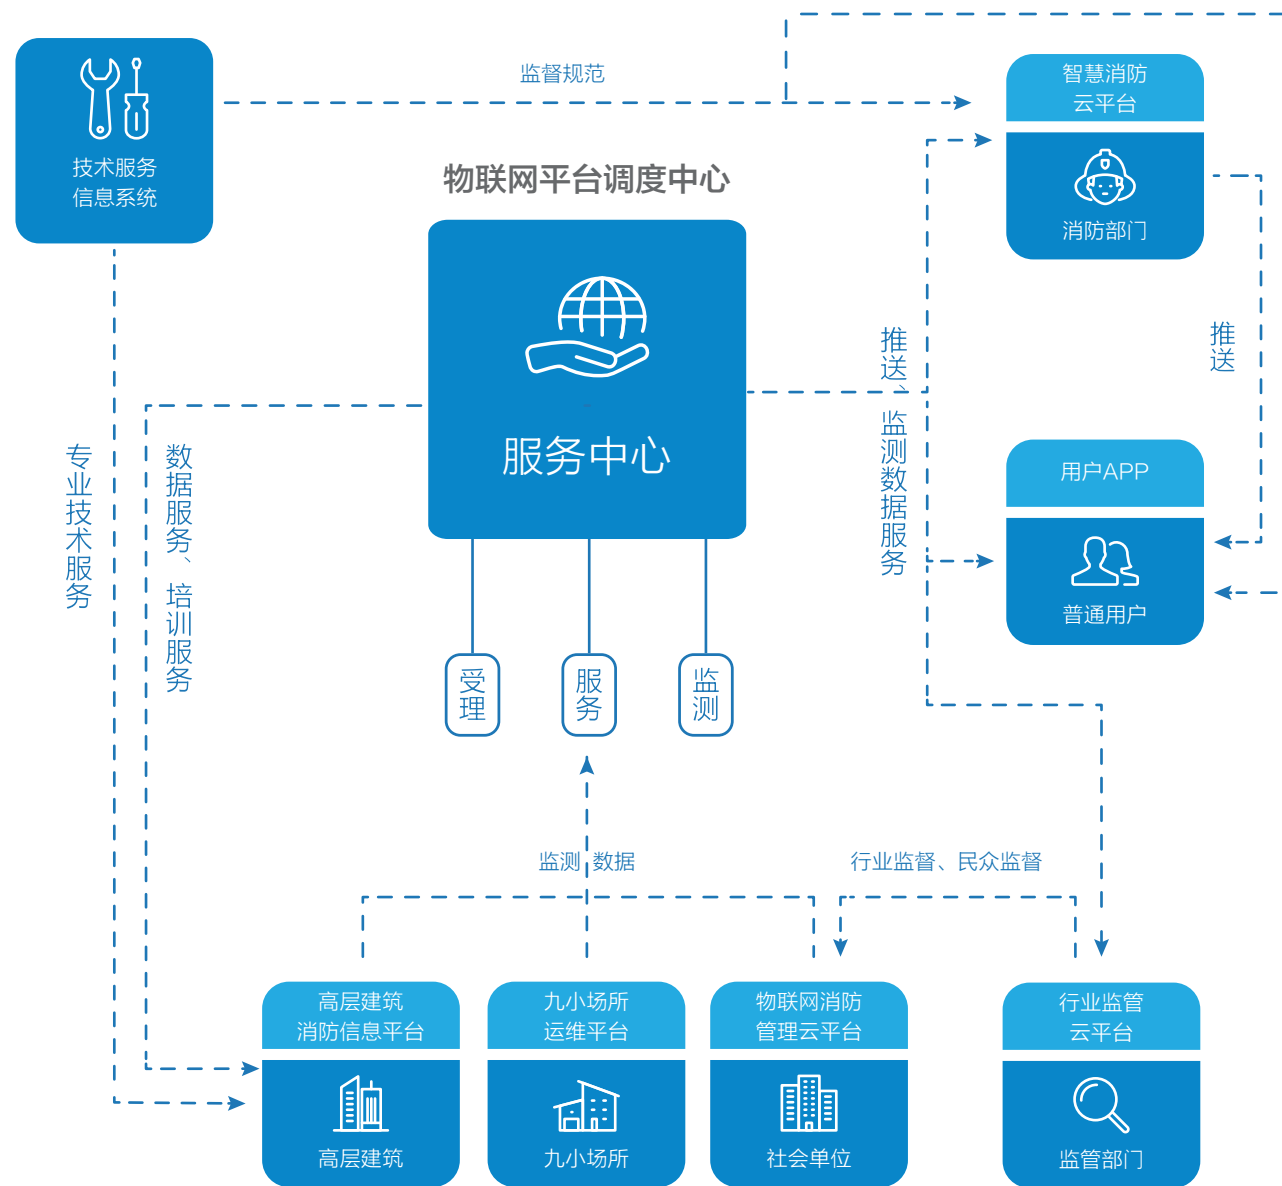 监督规范
智慧消防
云平台
消防部门
技术服务
信息系统
物联网平台调度中心
服务中心
推送、监测数据服务
推送
专业技术服务
数据服务、培训服务
用户APP
普通用户
受理
服务
监测
监测 数据
行业监督、民众监督
高层建筑
消防信息平台
高层建筑
九小场所
运维平台
九小场所
物联网消防
管理云平台
社会单位
行业监管
云平台
监管部门